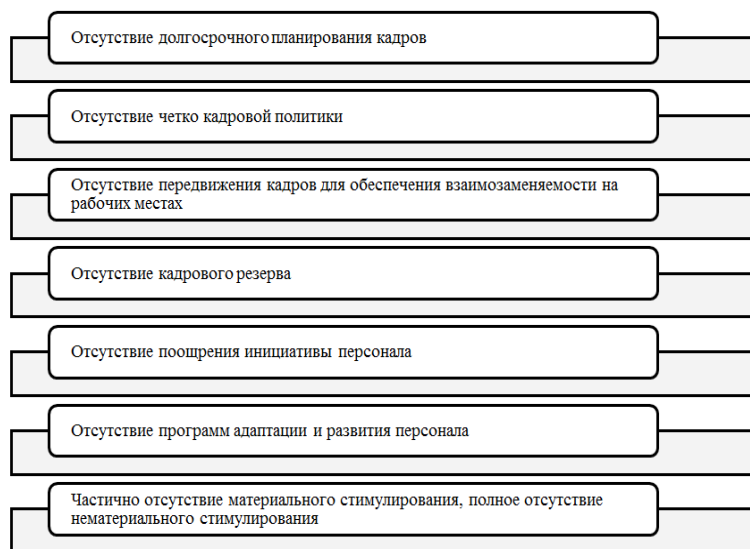 Отсутствие долгосрочного планирования кадров
Отсутствие четко кадровой политики
Отсутствие передвижения кадров для обеспечения взаимозаменяемости на
рабочих местах
Отсутствие кадрового резерва
Отсутствие поощрения инициативы персонала
Отсутствие программ адаптации и развития персонала
Частично отсутствие материального стимулирования, полное отсутствие
нематериального стимулирования